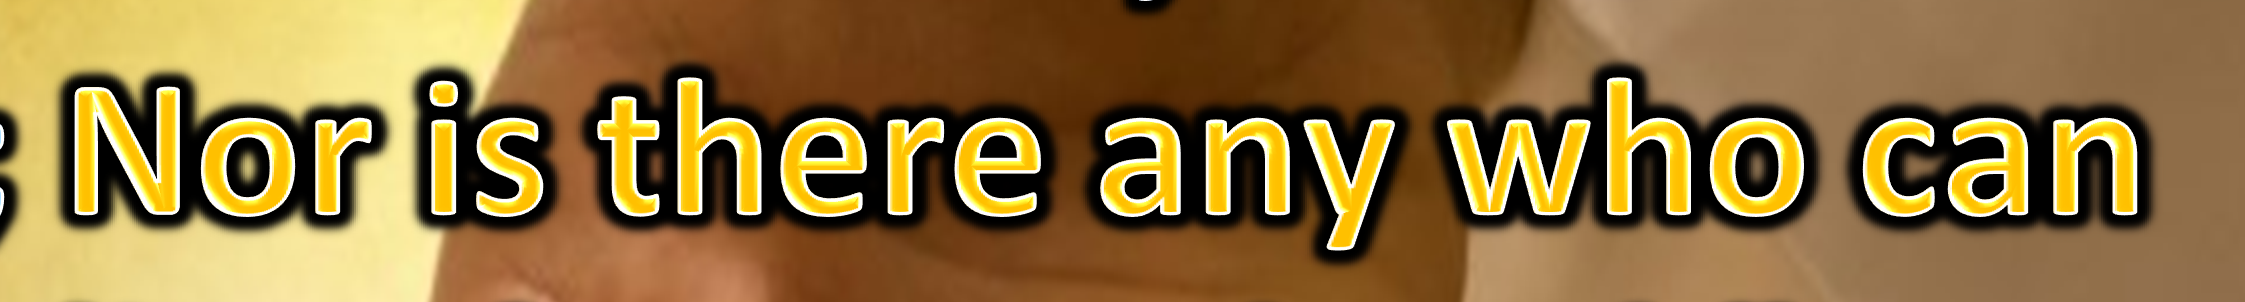 ; Nor is there any who can